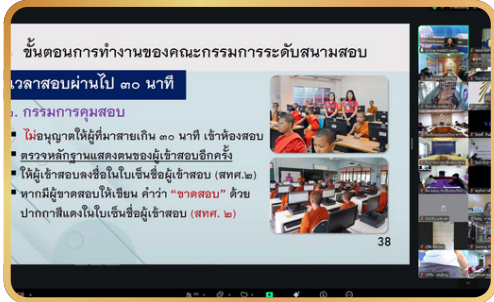 ขั้นตอนการทำงานของคณะกรรมการระดับสนามสอบ
เวลาสอบผ่านไป ๓๐ นาที
๑. กรรมการคุมสอบ
ไม่อนุญาตให้ผู้ที่มาสายเกิน ๓๐ นาที เข้าห้องสอบ
ตรวจหลักฐานแสดงตนของผู้เข้าสอบอีกครั้ง
ให้ผู้เข้าสอบลงชื่อในใบเซ็นชื่อผู้เข้าสอบ (สทศ.๒)
หากมีผู้ขาดสอบให้เขียน คำว่า “ขาดสอบ” ด้วย
ปากกาสีแดงในใบเซ็นชื่อผู้เข้าสอบ (สทศ. ๒)
38